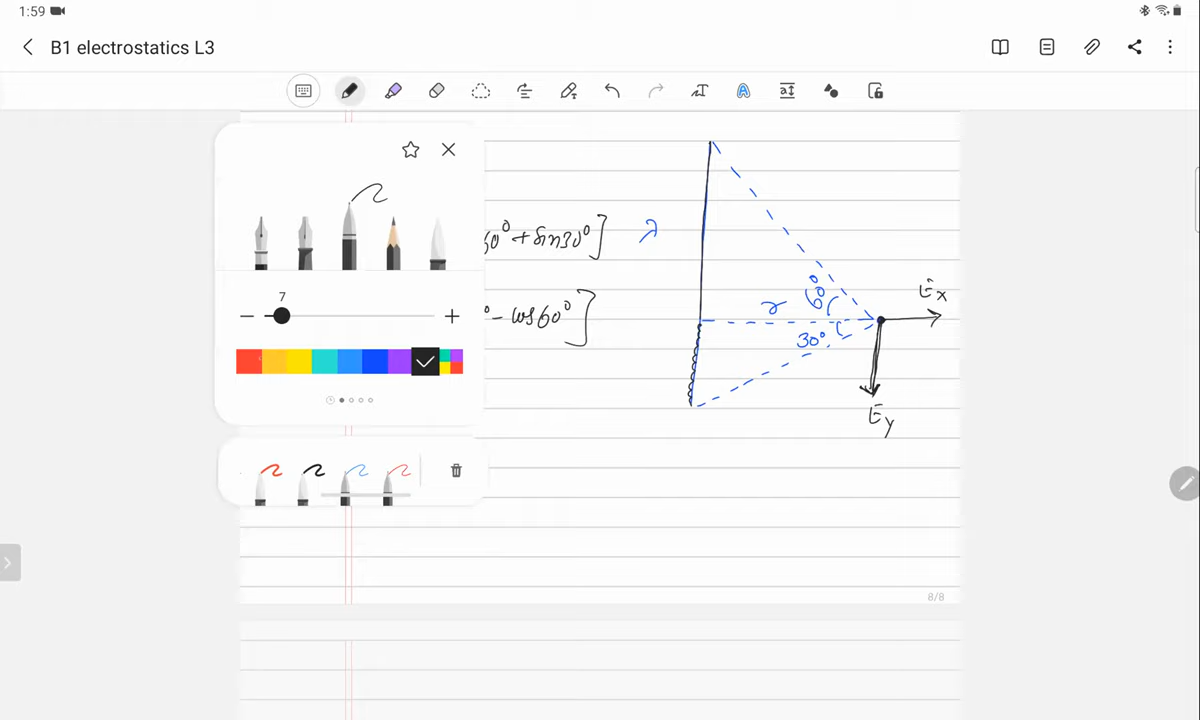 1:59
B1 electrostatics L3
60° + sin30°] λ
° - cos60°]
7
60°
r
30°
Ex
Ey
8/8